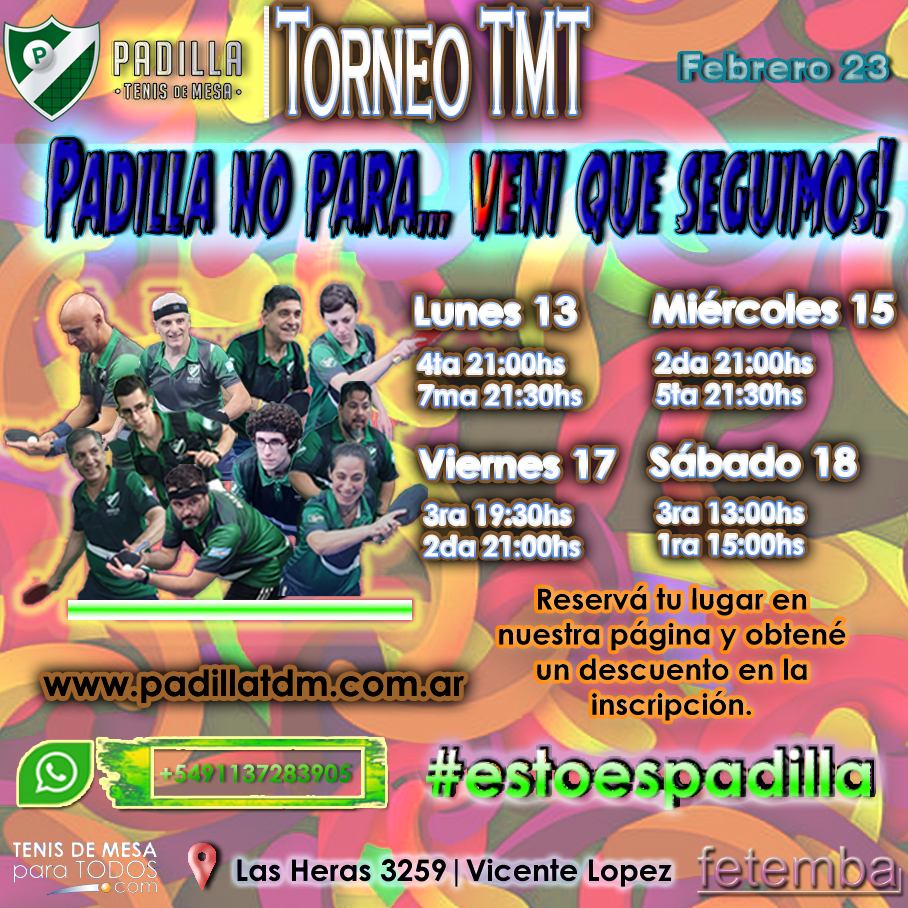 P
PADILLA
·TENIS DE MESA·
TORNEO TMT
Febrero 23
PADILLA NO PARA... VENI QUE SEGUIMOS!
Lunes 13
4ta 21:00hs
7ma 21:30hs
Miércoles 15
2da 21:00hs
5ta 21:30hs
Viernes 17
3ra 19:30hs
2da 21:00hs
Sábado 18
3ra 13:00hs
1ra 15:00hs
Reservá tu lugar en
nuestra página y obtené
un descuento en la
inscripción.
www.padillatdm.com.ar
+5491137283905
#estoespadilla
TENIS DE MESA
para TODOS
.com
Las Heras 3259|Vicente Lopez
fetemba